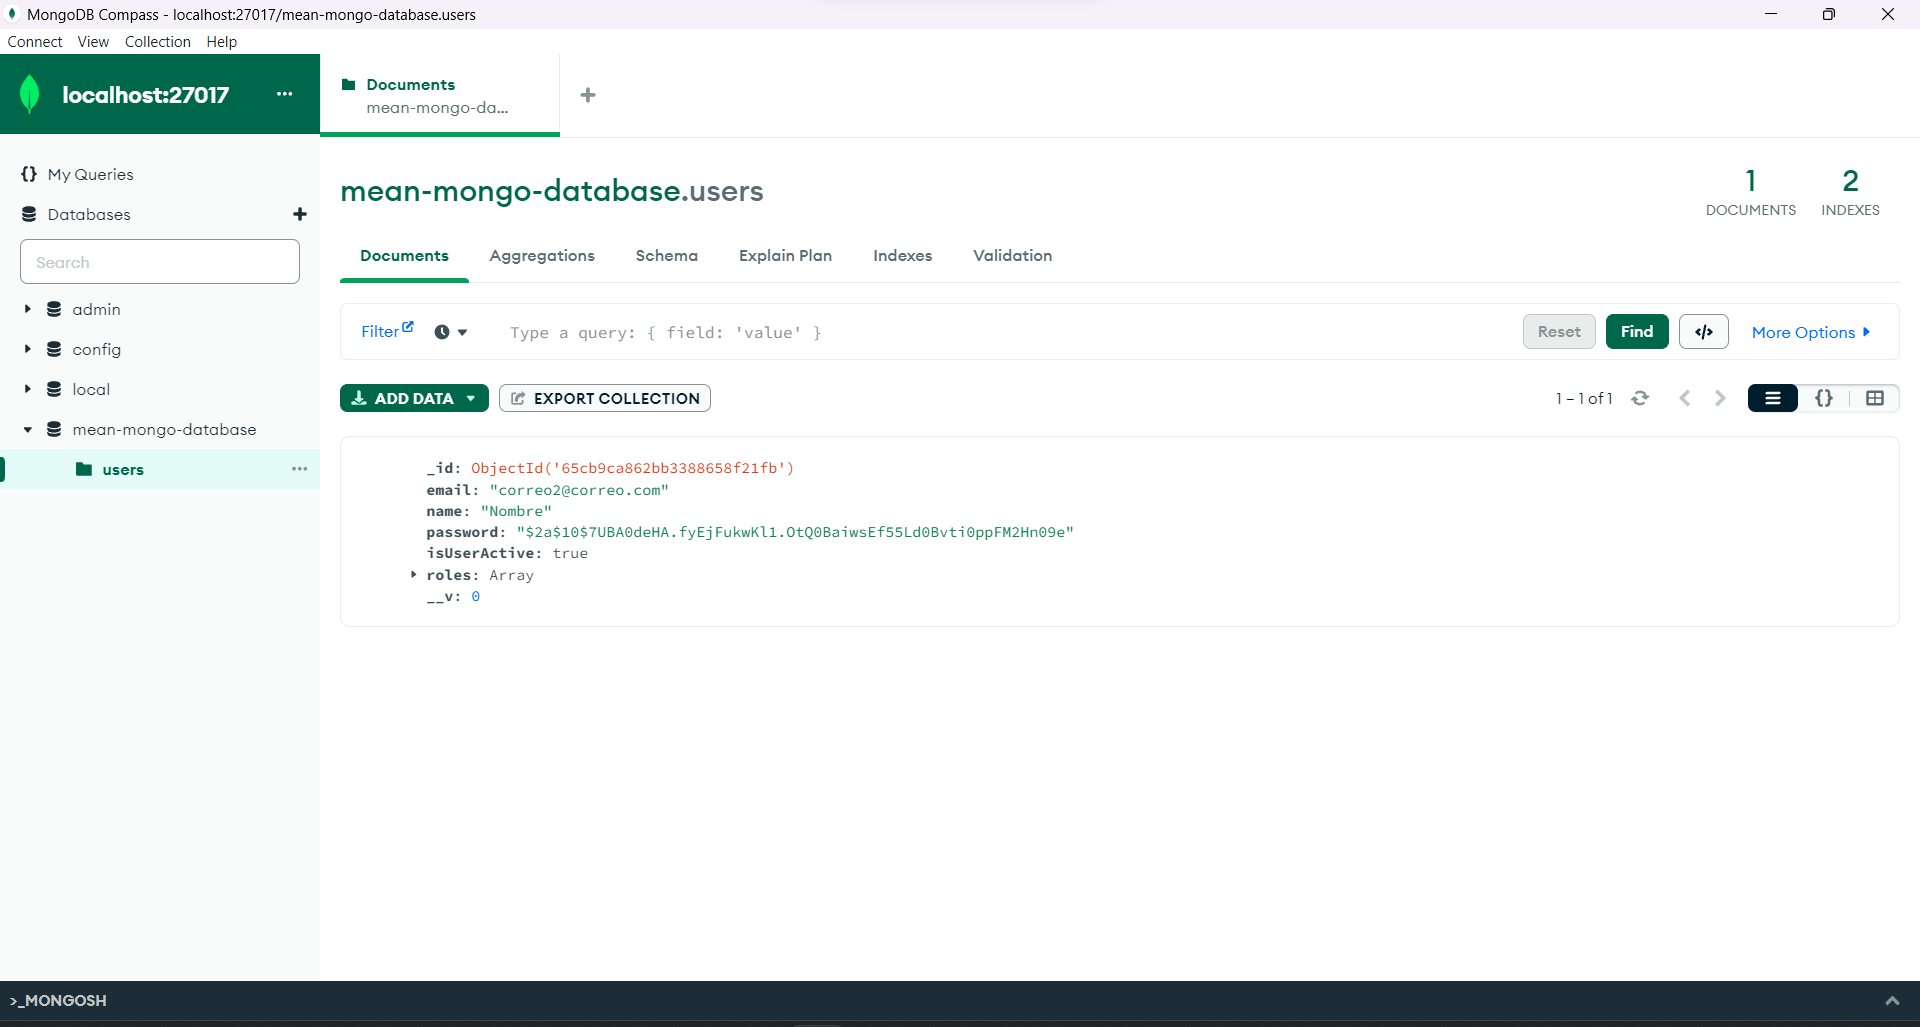 MongoDB Compass - localhost:27017/mean-mongo-database.users
Connect View Collection Help
localhost:27017 ...
Documents
mean-mongo-da...
My Queries
Databases
Search
admin
config
local
mean-mongo-database
users
mean-mongo-database.users
1
DOCUMENTS
2
INDEXES
Documents Aggregations Schema Explain Plan Indexes Validation
Filter Type a query: { field: 'value' } Reset Find </> More Options
ADD DATA EXPORT COLLECTION 1 – 1 of 1 {}
_id: ObjectId('65cb9ca862bb3388658f21fb')
email: "correo2@correo.com"
name: "Nombre"
password: "$2a$10$7UBA0deHA.fyEjFukwKl1.OtQ0BaiwsEf55Ld0Bvti0ppFM2Hn09e"
isUserActive: true
roles: Array
__v: 0
>_MONGOSH